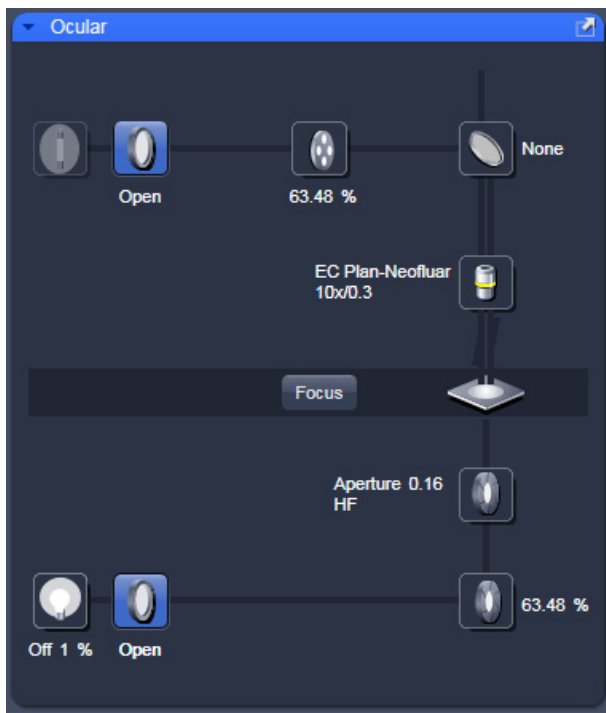 Ocular
None
Open
63.48 %
EC Plan-Neofluar
10x/0.3
Focus
Aperture 0.16
HF
63.48 %
Off 1 %
Open